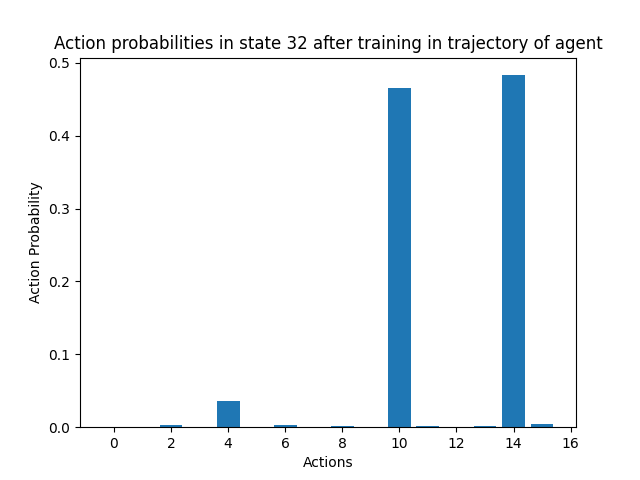 Action probabilities in state 32 after training in trajectory of agent
0.5
0.4
0.3
0.2
0.1
0.0
Action Probability
0 2 4 6 8 10 12 14 16
Actions